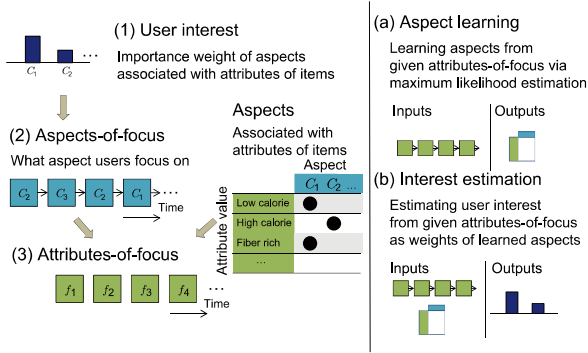 (1) User interest
Importance weight of aspects
associated with attributes of items
C1 C2 ...
(2) Aspects-of-focus
What aspect users focus on
C2 C3 C2 C1 ...
Time
Aspects
Associated with
attributes of items
Aspect
C1 C2 ...
Attribute value
Low calorie
High calorie
Fiber rich
...
(3) Attributes-of-focus
f1 f2 f3 f4 ...
Time
(a) Aspect learning
Learning aspects from
given attributes-of-focus via
maximum likelihood estimation
Inputs Outputs
(b) Interest estimation
Estimating user interest
from given attributes-of-focus
as weights of learned aspects
Inputs Outputs